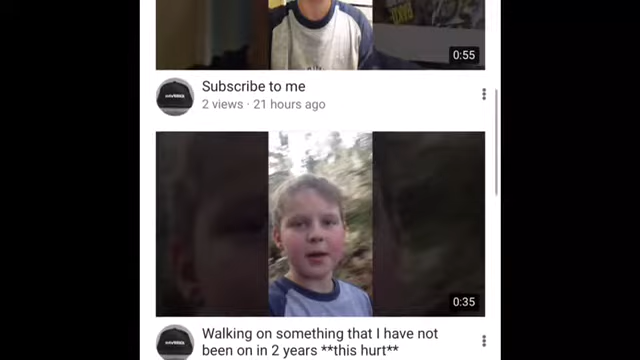 0:55
Subscribe to me
2 views · 21 hours ago
0:35
Walking on something that I have not
been on in 2 years **this hurt**